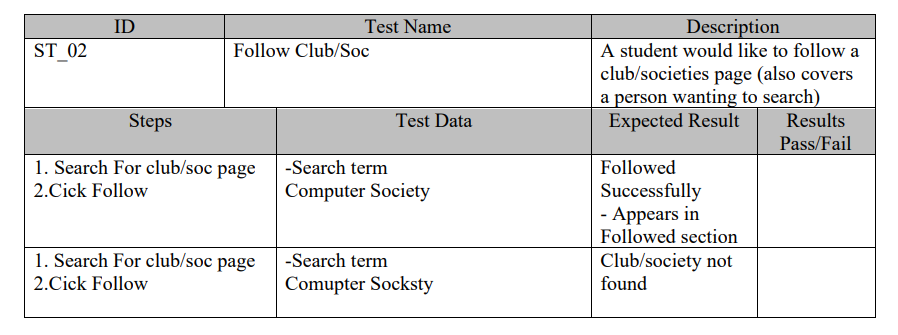 ID Test Name Description
ST_02 Follow Club/Soc A student would like to follow a
club/societies page (also covers
a person wanting to search)
Steps Test Data Expected Result Results
Pass/Fail
1. Search For club/soc page -Search term Followed
2.Cick Follow Computer Society Successfully
- Appears in
Followed section
1. Search For club/soc page -Search term Club/society not
2.Cick Follow Comupter Socksty found